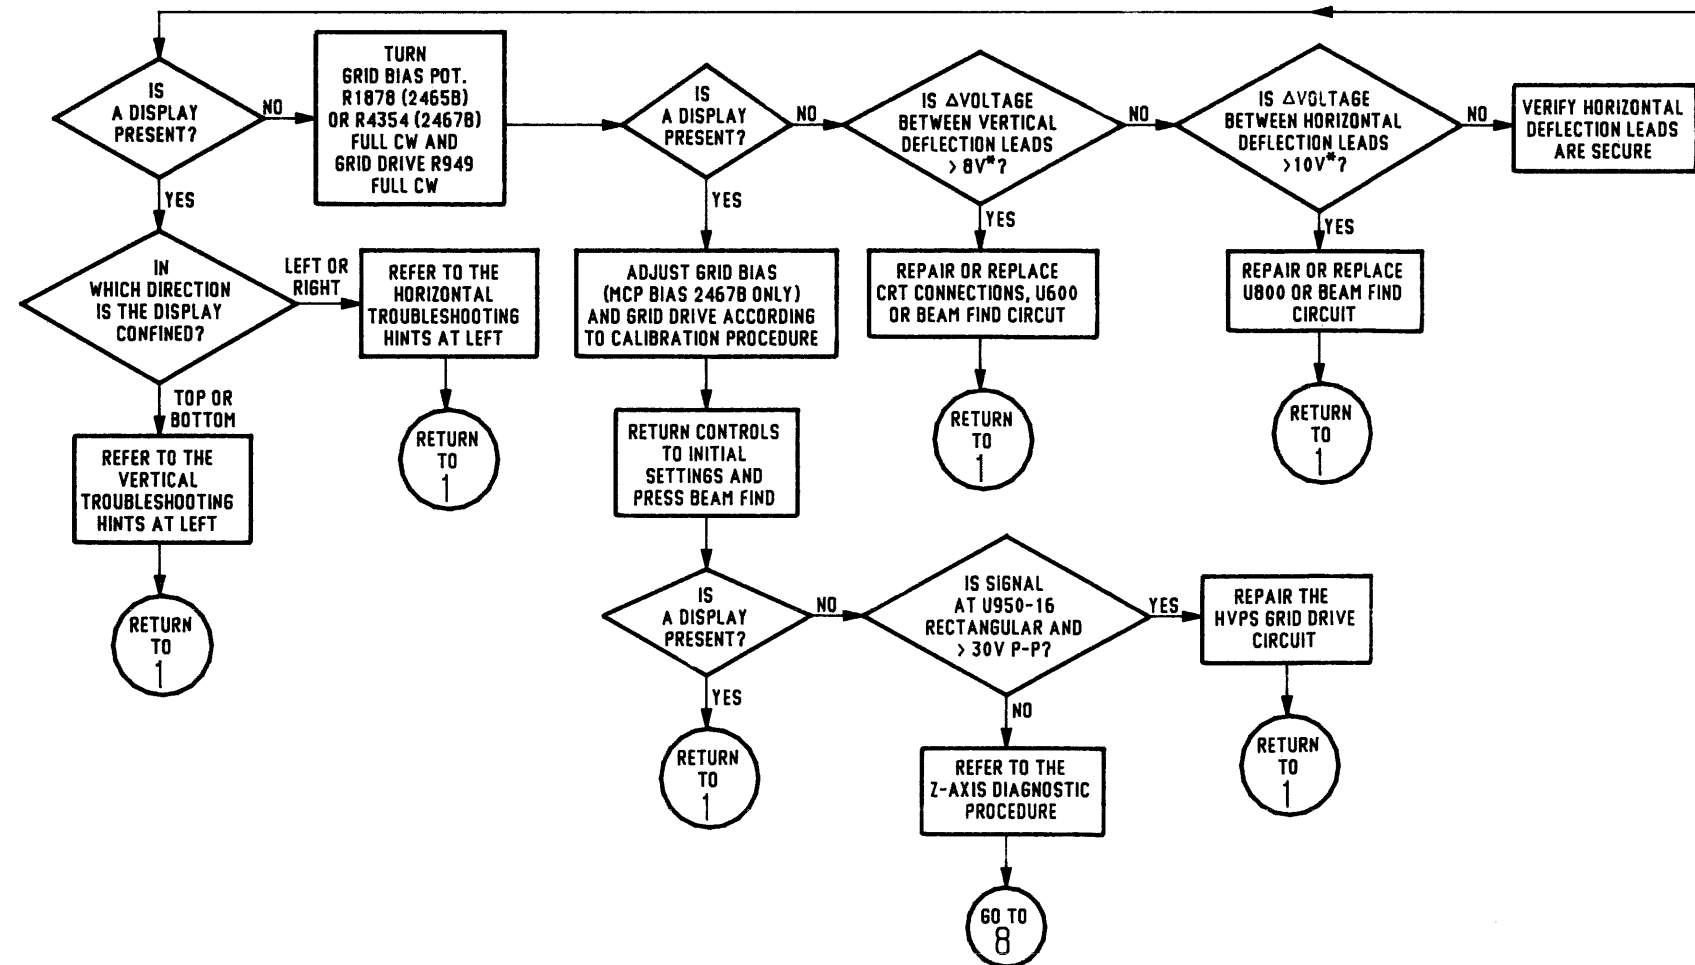 IS
A DISPLAY
PRESENT?
NO
YES
TURN
GRID BIAS POT.
R1878 (2465B)
OR R4354 (2467B)
FULL CW AND
GRID DRIVE R949
FULL CW
IS
A DISPLAY
PRESENT?
NO
YES
IS ΔVOLTAGE
BETWEEN VERTICAL
DEFLECTION LEADS
> 8V*?
NO
YES
IS ΔVOLTAGE
BETWEEN HORIZONTAL
DEFLECTION LEADS
>10V*?
NO
YES
VERIFY HORIZONTAL
DEFLECTION LEADS
ARE SECURE
IN
WHICH DIRECTION
IS THE DISPLAY
CONFINED?
LEFT OR
RIGHT
TOP OR
BOTTOM
REFER TO THE
HORIZONTAL
TROUBLESHOOTING
HINTS AT LEFT
RETURN
TO
1
REFER TO THE
VERTICAL
TROUBLESHOOTING
HINTS AT LEFT
RETURN
TO
1
ADJUST GRID BIAS
(MCP BIAS 2467B ONLY)
AND GRID DRIVE ACCORDING
TO CALIBRATION PROCEDURE
REPAIR OR REPLACE
CRT CONNECTIONS, U600
OR BEAM FIND CIRCUT
RETURN
TO
1
REPAIR OR REPLACE
U800 OR BEAM FIND
CIRCUIT
RETURN
TO
1
RETURN CONTROLS
TO INITIAL
SETTINGS AND
PRESS BEAM FIND
IS
A DISPLAY
PRESENT?
NO
YES
RETURN
TO
1
IS SIGNAL
AT U950-16
RECTANGULAR AND
> 30V P-P?
YES
NO
REPAIR THE
HVPS GRID DRIVE
CIRCUIT
RETURN
TO
1
REFER TO THE
Z-AXIS DIAGNOSTIC
PROCEDURE
GO TO
8